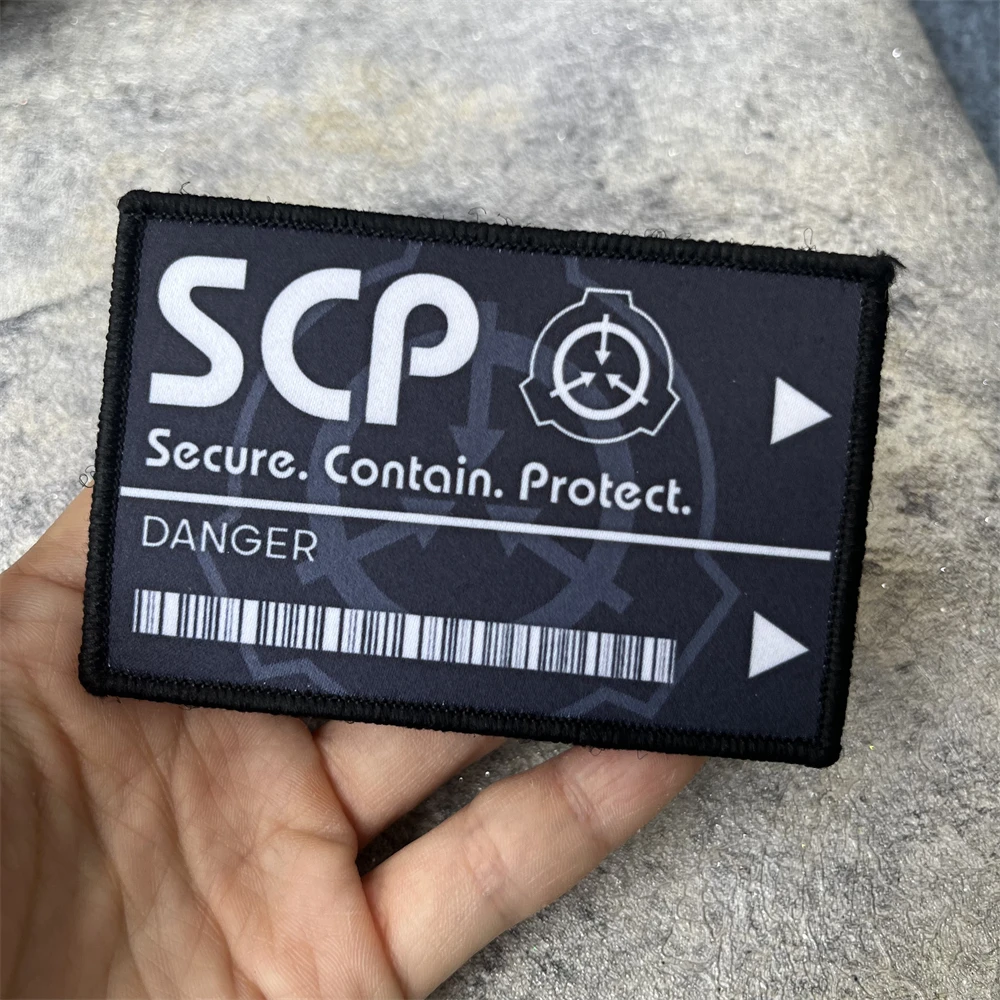 SCP
Secure. Contain. Protect.
DANGER